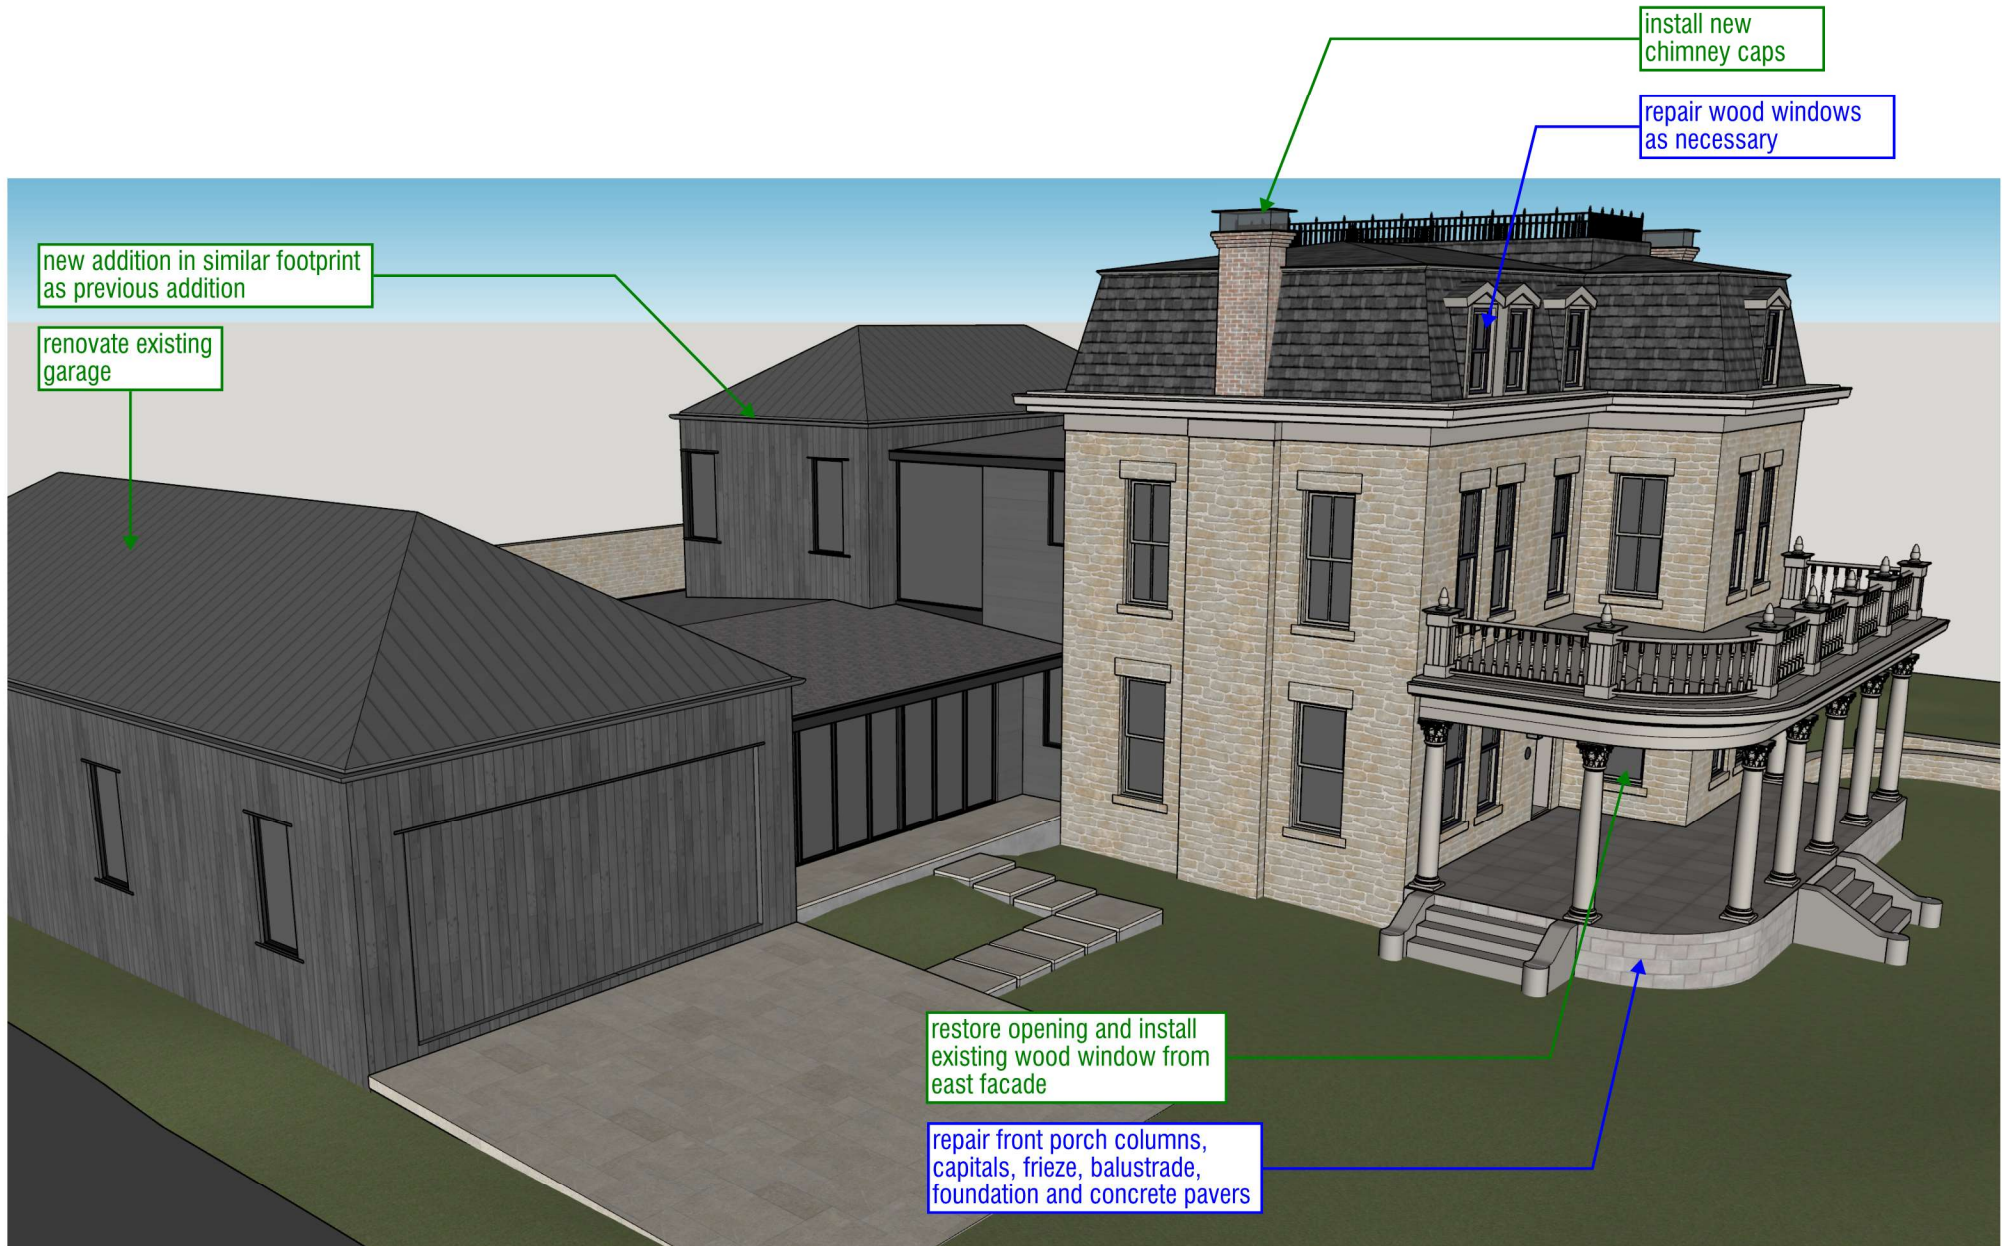 install new
chimney caps
repair wood windows
as necessary
new addition in similar footprint
as previous addition
renovate existing
garage
restore opening and install
existing wood window from
east facade
repair front porch columns,
capitals, frieze, balustrade,
foundation and concrete pavers